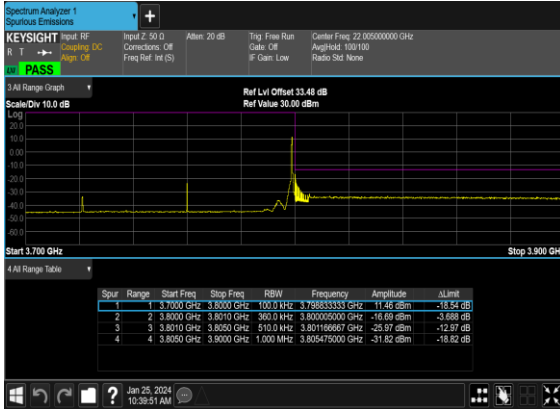 Spectrum Analyzer 1
Spurious Emissions
KEYSIGHT Input: RF Input Z: 50 Ω Atten: 20 dB Trig: Free Run Center Freq: 22.005000000 GHz
R T Coupling: DC Corrections: Off Gate: Off Avg|Hold: 100/100
Align: Off Freq Ref: Int (S) IF Gain: Low Radio Std: None
PASS
3 All Range Graph
Ref Lvl Offset 33.48 dB
Scale/Div 10.0 dB Ref Value 30.00 dBm
Log
20.0
10.0
0.00
-10.0
-20.0
-30.0
-40.0
-50.0
-60.0
Start 3.700 GHz Stop 3.900 GH
4 All Range Table
Spur Range Start Freq Stop Freq RBW Frequency Amplitude ΔLimit
1 1 3.7000 GHz 3.8000 GHz 100.0 kHz 3.798833333 GHz 11.46 dBm -18.54 dB
2 2 3.8000 GHz 3.8010 GHz 360.0 kHz 3.800005000 GHz -16.69 dBm -3.688 dB
3 3 3.8010 GHz 3.8050 GHz 510.0 kHz 3.801166667 GHz -25.97 dBm -12.97 dB
4 4 3.8050 GHz 3.9000 GHz 1.000 MHz 3.805475000 GHz -31.82 dBm -18.82 dB
?
Jan 25, 2024
10:39:51 AM